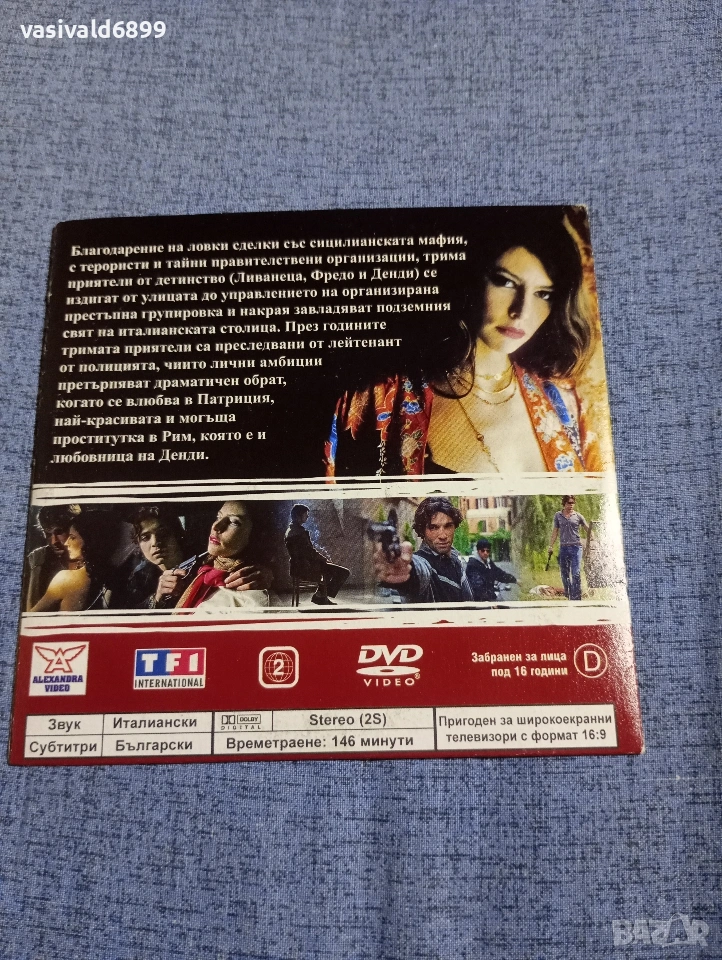 vasivald6899
Благодарение на ловки сделки със сицилианската мафия,
с терористи и тайни правителствени организации, трима
приятели от детинство (Ливанеца, Фредо и Денди) се
издигат от улицата до управлението на организирана
престъпна групировка и накрая завладяват подземния
свят на италианската столица. През годините
тримата приятели са преследвани от лейтенант
от полицията, чиито лични амбиции
претърпяват драматичен обрат,
когато се влюбва в Патриция,
най-красивата и могъща
проститутка в Рим, която е и
любовница на Денди.
ALEXANDRA
VIDEO
TF1
INTERNATIONAL
2
DVD
VIDEO
Забранен за лица
под 16 години
D
Звук Италиански DOLBY DIGITAL Stereo (2S)
Субтитри Български Времетраене: 146 минути
Пригоден за широкоекранни
телевизори с формат 16:9
BAZAR